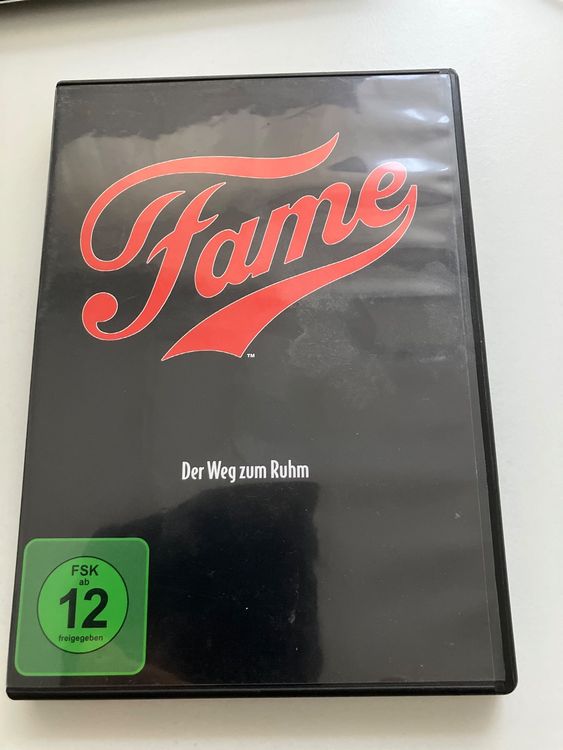 Fame
™
Der Weg zum Ruhm
FSK
ab
12
freigegeben